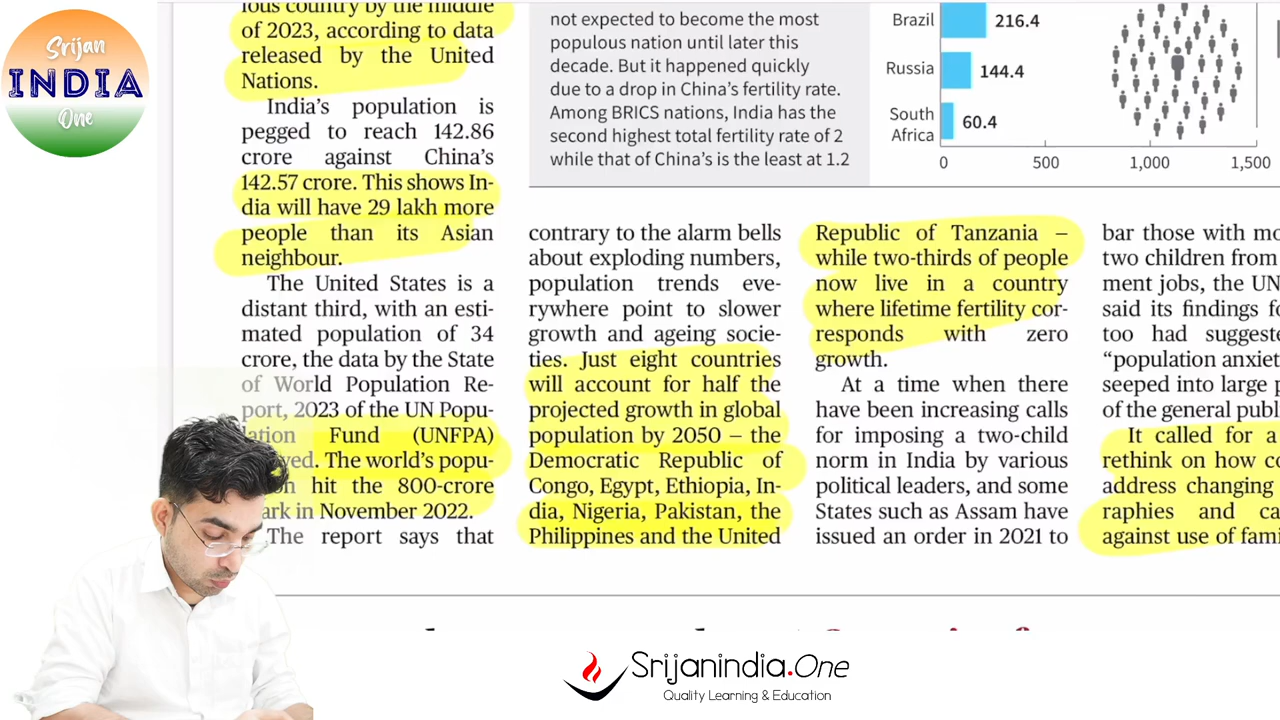 Srijan
INDIA
One
ious country by the middle
of 2023, according to data
released by the United
Nations.
India's population is
pegged to reach 142.86
crore against China's
142.57 crore. This shows In-
dia will have 29 lakh more
people than its Asian
neighbour.
The United States is a
distant third, with an esti-
mated population of 34
crore, the data by the State
of World Population Re-
port, 2023 of the UN Popu-
lation Fund (UNFPA)
yed. The world's popu-
n hit the 800-crore
ark in November 2022.
The report says that
not expected to become the most
populous nation until later this
decade. But it happened quickly
due to a drop in China's fertility rate.
Among BRICS nations, India has the
second highest total fertility rate of 2
while that of China's is the least at 1.2
Brazil 216.4
Russia 144.4
South
Africa 60.4
0 500 1,000 1,500
contrary to the alarm bells
about exploding numbers,
population trends eve-
rywhere point to slower
growth and ageing socie-
ties. Just eight countries
will account for half the
projected growth in global
population by 2050 – the
Democratic Republic of
Congo, Egypt, Ethiopia, In-
dia, Nigeria, Pakistan, the
Philippines and the United
Republic of Tanzania –
while two-thirds of people
now live in a country
where lifetime fertility cor-
responds with zero
growth.
At a time when there
have been increasing calls
for imposing a two-child
norm in India by various
political leaders, and some
States such as Assam have
issued an order in 2021 to
bar those with mo
two children from
ment jobs, the UN
said its findings fo
too had suggeste
"population anxiet
seeped into large p
of the general publ
It called for a
rethink on how co
address changing
raphies and ca
against use of fami
Srijanindia.One
Quality Learning & Education